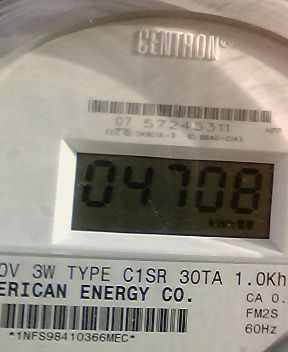 CENTRON
07 57245311
04708
kWh
0V 3W TYPE C1SR 30TA 1.0Kh
ERICAN ENERGY CO.
CA 0.
FM2S
60Hz
*1NFS98410366MEC*